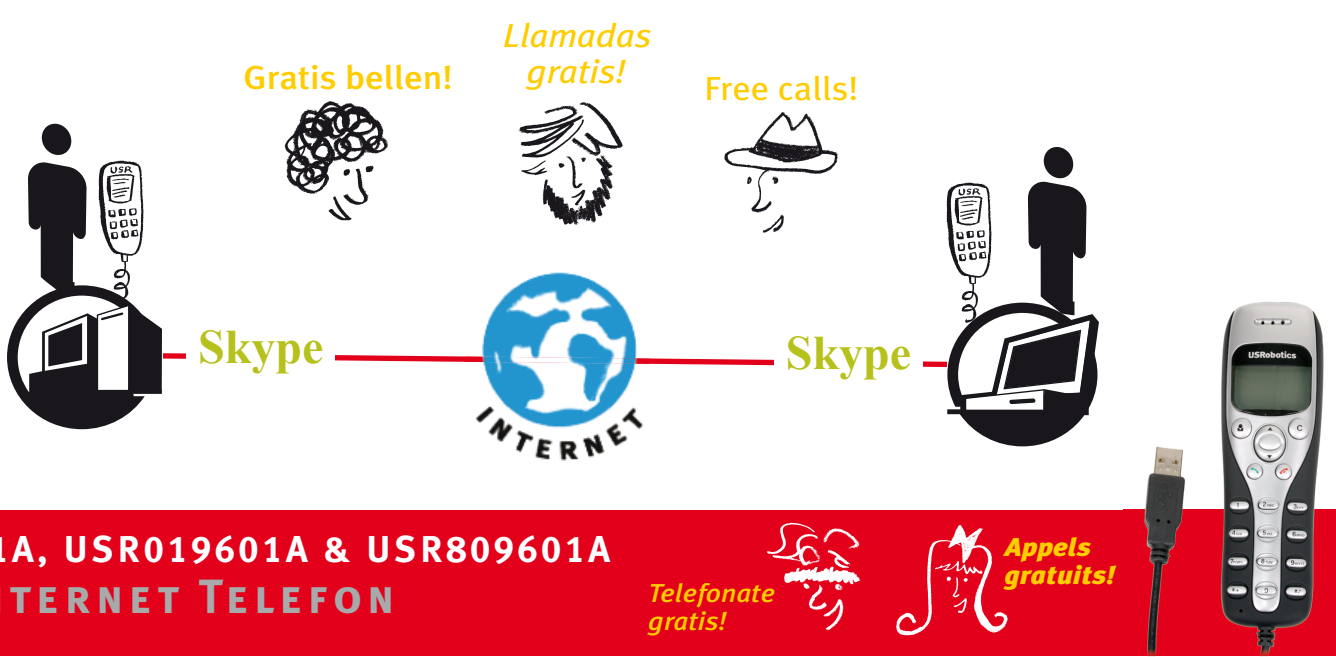 Llamadas
gratis!
Gratis bellen!
Free calls!
USR
USR
Skype
Skype
INTERNET
USRobotics
C
1A, USR019601A & USR809601A
TERNET TELEFON
Telefonate
gratis!
Appels
gratuits!